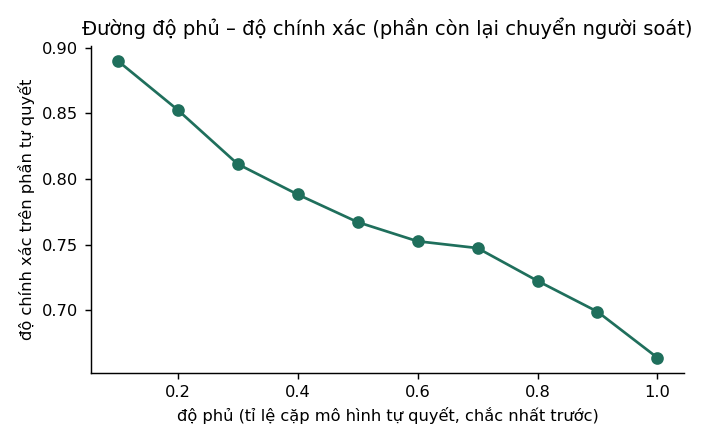 Đường độ phủ – độ chính xác (phần còn lại chuyển người soát)
độ chính xác trên phần tự quyết
0.90
0.85
0.80
0.75
0.70
0.2 0.4 0.6 0.8 1.0
độ phủ (tỉ lệ cặp mô hình tự quyết, chắc nhất trước)